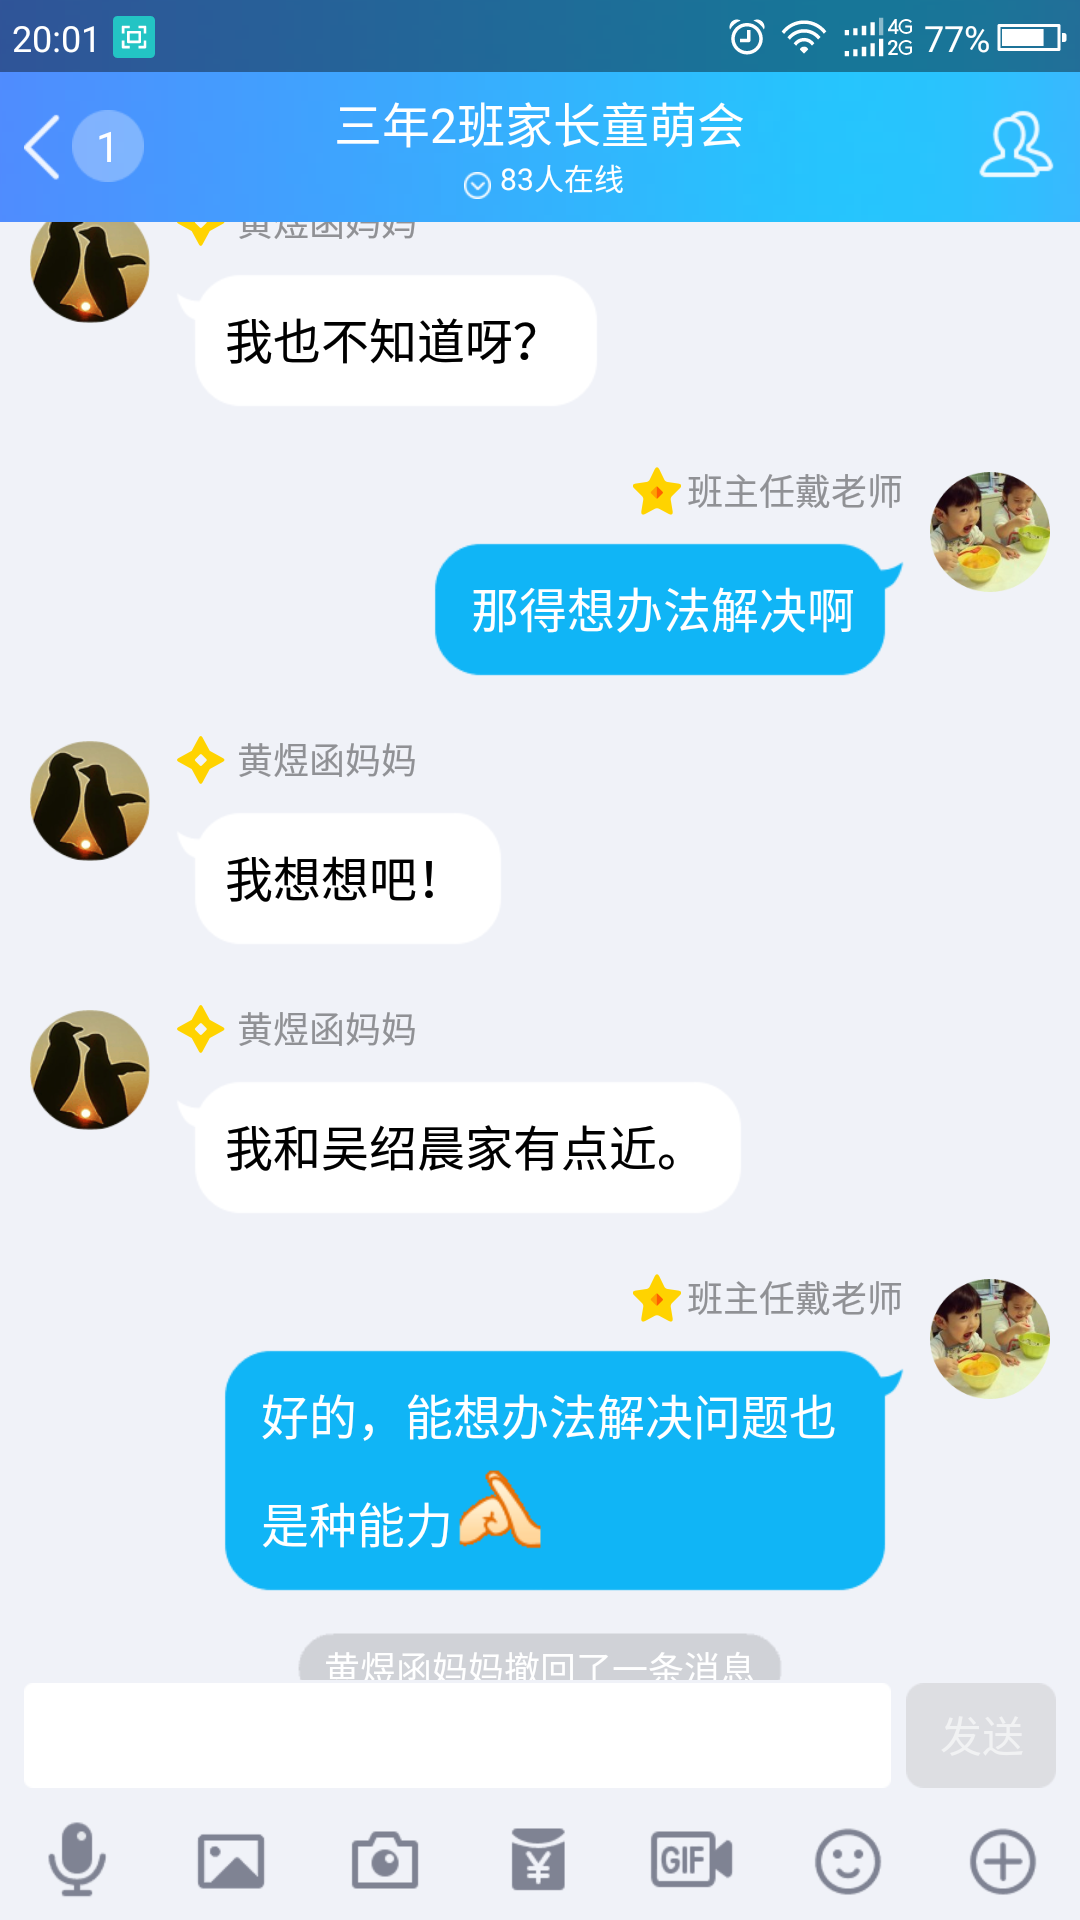 20:01
4G
2G
77%
1
三年2班家长童萌会
83人在线
黄煜函妈妈
我也不知道呀?
班主任戴老师
那得想办法解决啊
黄煜函妈妈
我想想吧!
黄煜函妈妈
我和吴绍晨家有点近。
班主任戴老师
好的，能想办法解决问题也
是种能力
黄煜函妈妈撤回了一条消息
发送
¥
GIF